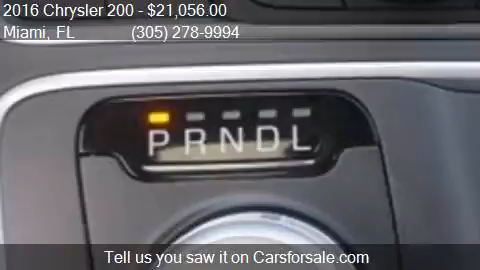 2016 Chrysler 200 - $21,056.00
Miami, FL (305) 278-9994
P R N D L
Tell us you saw it on Carsforsale.com